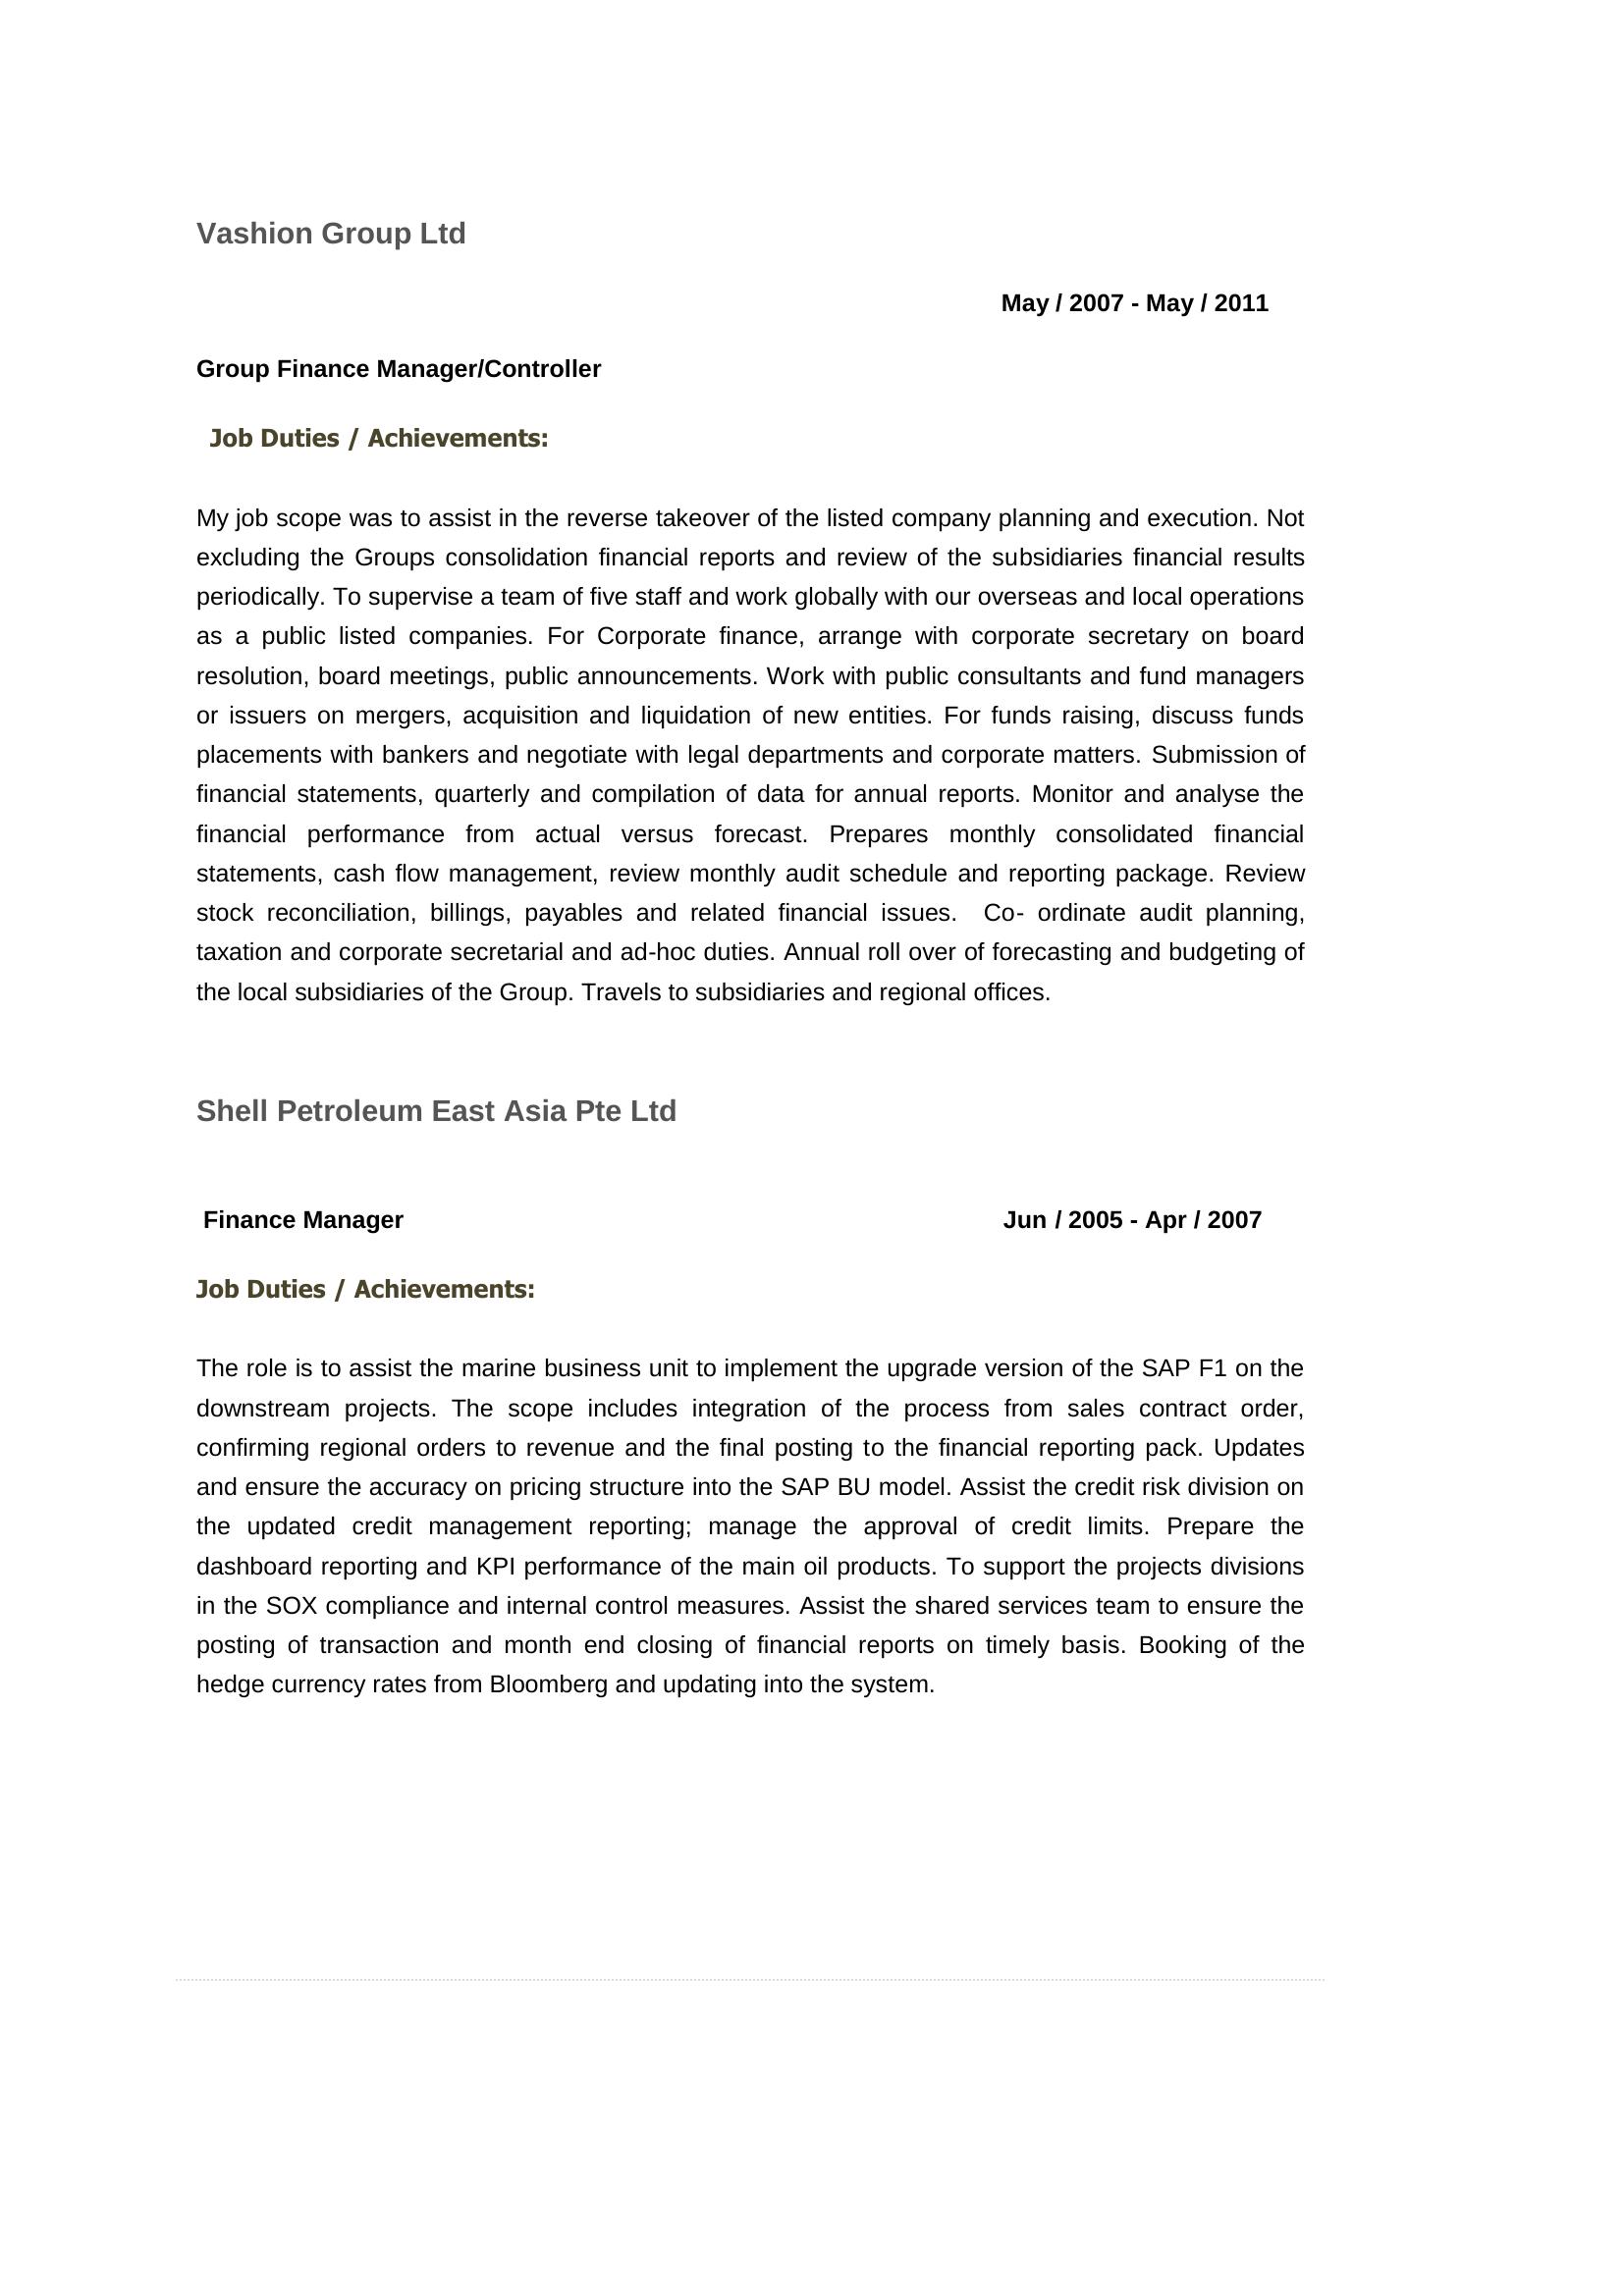 Vashion Group Ltd
May / 2007 - May / 2011
Group Finance Manager/Controller
Job Duties / Achievements:
My job scope was to assist in the reverse takeover of the listed company planning and execution. Not
excluding the Groups consolidation financial reports and review of the subsidiaries financial results
periodically. To supervise a team of five staff and work globally with our overseas and local operations
as a public listed companies. For Corporate finance, arrange with corporate secretary on board
resolution, board meetings, public announcements. Work with public consultants and fund managers
or issuers on mergers, acquisition and liquidation of new entities. For funds raising, discuss funds
placements with bankers and negotiate with legal departments and corporate matters. Submission of
financial statements, quarterly and compilation of data for annual reports. Monitor and analyse the
financial performance from actual versus forecast. Prepares monthly consolidated financial
statements, cash flow management, review monthly audit schedule and reporting package. Review
stock reconciliation, billings, payables and related financial issues.  Co- ordinate audit planning,
taxation and corporate secretarial and ad-hoc duties. Annual roll over of forecasting and budgeting of
the local subsidiaries of the Group. Travels to subsidiaries and regional offices.
Shell Petroleum East Asia Pte Ltd
Finance Manager Jun / 2005 - Apr / 2007
Job Duties / Achievements:
The role is to assist the marine business unit to implement the upgrade version of the SAP F1 on the
downstream projects. The scope includes integration of the process from sales contract order,
confirming regional orders to revenue and the final posting to the financial reporting pack. Updates
and ensure the accuracy on pricing structure into the SAP BU model. Assist the credit risk division on
the updated credit management reporting; manage the approval of credit limits. Prepare the
dashboard reporting and KPI performance of the main oil products. To support the projects divisions
in the SOX compliance and internal control measures. Assist the shared services team to ensure the
posting of transaction and month end closing of financial reports on timely basis. Booking of the
hedge currency rates from Bloomberg and updating into the system.